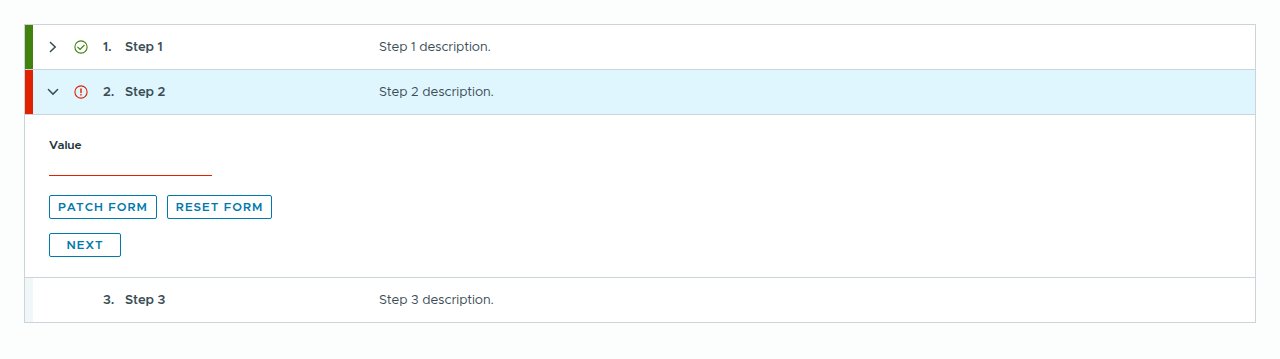 1. Step 1 Step 1 description.
2. Step 2 Step 2 description.
Value
PATCH FORM RESET FORM
NEXT
3. Step 3 Step 3 description.